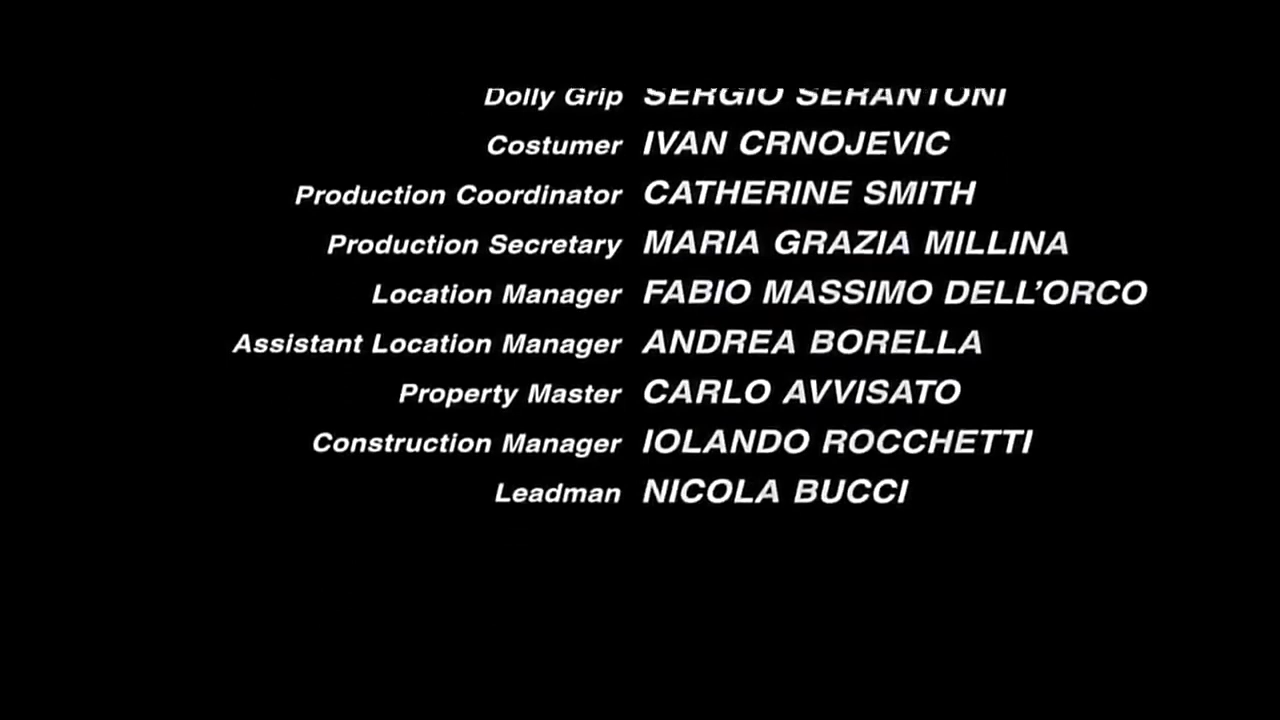 Dolly Grip SERGIO SERANTONI
Costumer IVAN CRNOJEVIC
Production Coordinator CATHERINE SMITH
Production Secretary MARIA GRAZIA MILLINA
Location Manager FABIO MASSIMO DELL’ORCO
Assistant Location Manager ANDREA BORELLA
Property Master CARLO AVVISATO
Construction Manager IOLANDO ROCCHETTI
Leadman NICOLA BUCCI